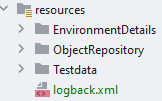 resources
EnvironmentDetails
ObjectRepository
Testdata
logback.xml